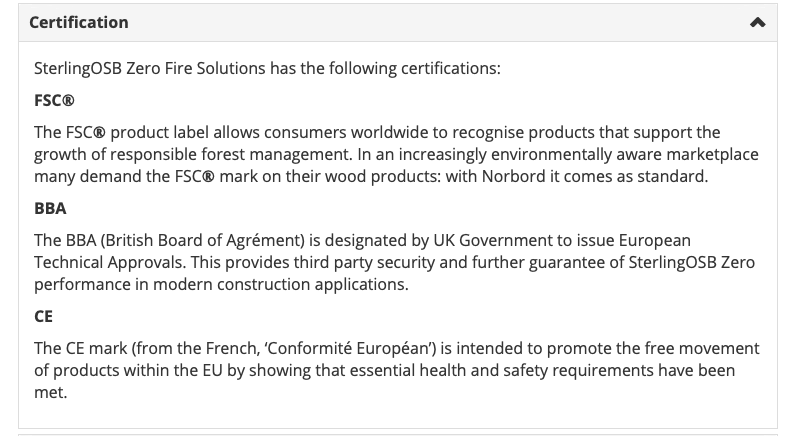 Certification
SterlingOSB Zero Fire Solutions has the following certifications:
FSC®
The FSC® product label allows consumers worldwide to recognise products that support the
growth of responsible forest management. In an increasingly environmentally aware marketplace
many demand the FSC® mark on their wood products: with Norbord it comes as standard.
BBA
The BBA (British Board of Agrément) is designated by UK Government to issue European
Technical Approvals. This provides third party security and further guarantee of SterlingOSB Zero
performance in modern construction applications.
CE
The CE mark (from the French, ‘Conformité Européan’) is intended to promote the free movement
of products within the EU by showing that essential health and safety requirements have been
met.